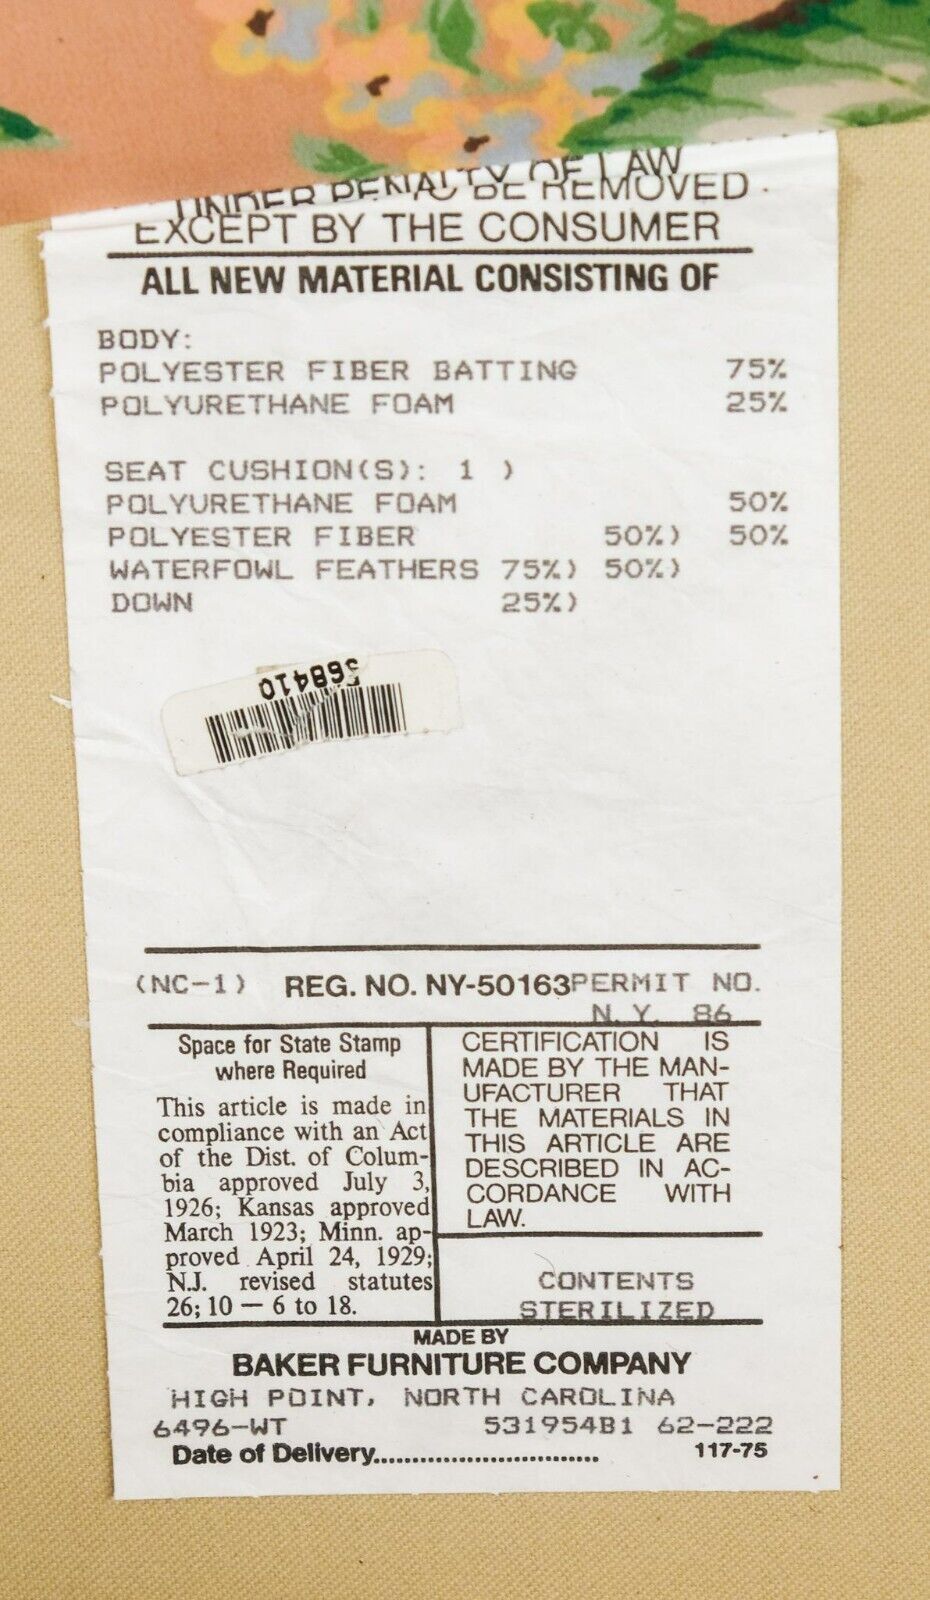 UNDER PENALTY OF LAW
BE REMOVED
EXCEPT BY THE CONSUMER
ALL NEW MATERIAL CONSISTING OF
BODY:
POLYESTER FIBER BATTING 75%
POLYURETHANE FOAM 25%
SEAT CUSHION(S): 1 )
POLYURETHANE FOAM 50%
POLYESTER FIBER 50%) 50%
WATERFOWL FEATHERS 75%) 50%)
DOWN 25%)
568410
(NC-1) REG. NO. NY-50163 PERMIT NO.
N.Y. 86
Space for State Stamp
where Required
This article is made in
compliance with an Act
of the Dist. of Colum-
bia approved July 3,
1926; Kansas approved
March 1923; Minn. ap-
proved April 24, 1929;
N.J. revised statutes
26; 10 — 6 to 18.
CERTIFICATION IS
MADE BY THE MAN-
UFACTURER THAT
THE MATERIALS IN
THIS ARTICLE ARE
DESCRIBED IN AC-
CORDANCE WITH
LAW.
CONTENTS
STERILIZED
MADE BY
BAKER FURNITURE COMPANY
HIGH POINT, NORTH CAROLINA
6496-WT 531954B1 62-222
Date of Delivery.............................. 117-75